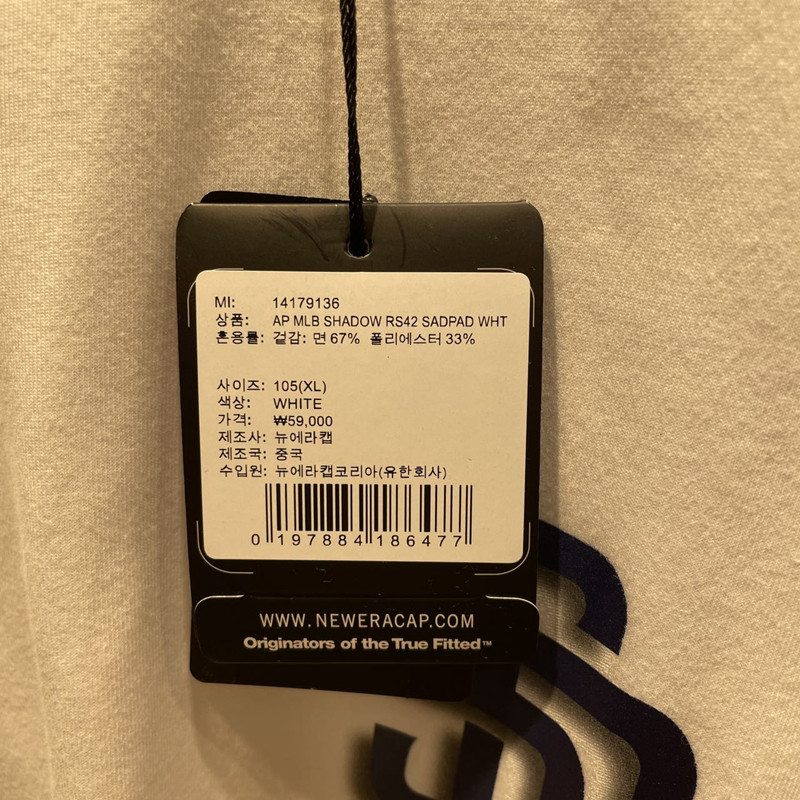 MI: 14179136
상품: AP MLB SHADOW RS42 SADPAD WHT
혼용률: 겉감: 면 67% 폴리에스터 33%
사이즈: 105(XL)
색상: WHITE
가격: ₩59,000
제조사: 뉴에라캡
제조국: 중국
수입원: 뉴에라캡코리아(유한회사)
0 197884 186477
WWW.NEWERACAP.COM
Originators of the True Fitted™